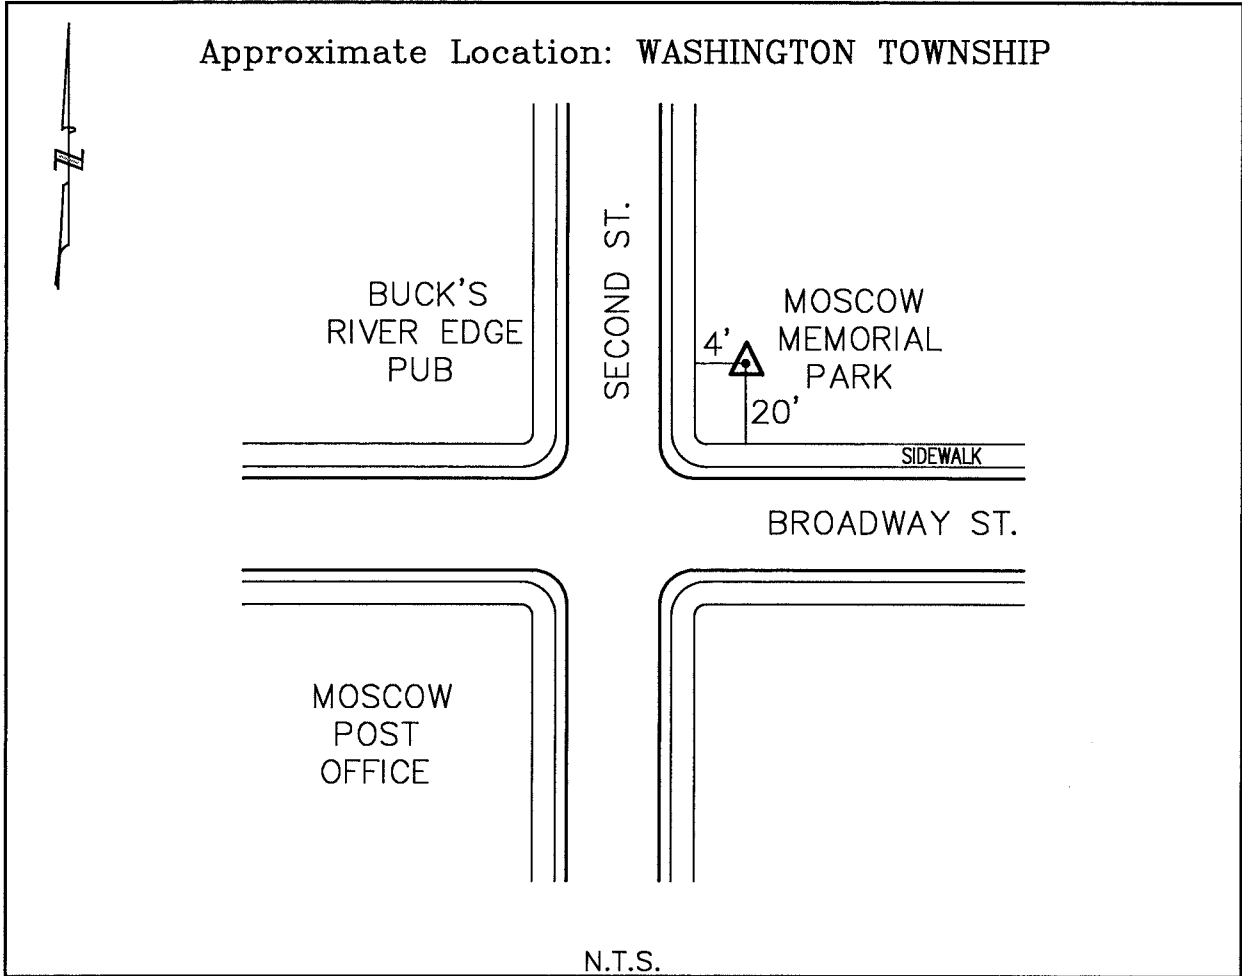 Approximate Location: WASHINGTON TOWNSHIP
N
SECOND ST.
BUCK'S
RIVER EDGE
PUB
MOSCOW
MEMORIAL
PARK
4'
20'
SIDEWALK
BROADWAY ST.
MOSCOW
POST
OFFICE
N.T.S.